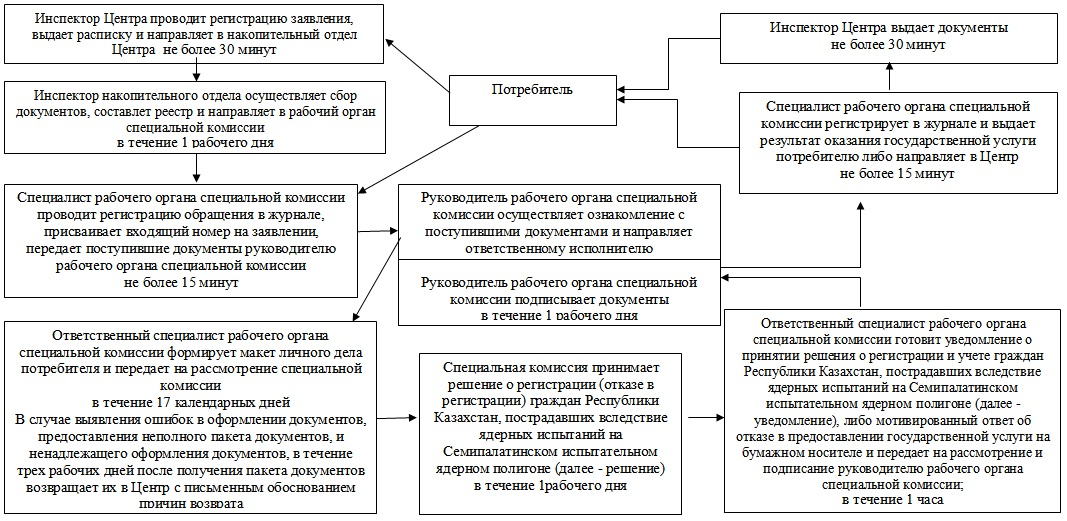 Инспектор Центра проводит регистрацию заявления,
выдает расписку и направляет в накопительный отдел
Центра  не более 30 минут
Инспектор накопительного отдела осуществляет сбор
документов, составлет реестр и направляет в рабочий орган
специальной комиссии
в течение 1 рабочего дня
Специалист рабочего органа специальной комиссии
проводит регистрацию обращения в журнале,
присваивает входящий номер на заявлении,
передает поступившие документы руководителю
рабочего органа специальной комиссии
не более 15 минут
Потребитель
Инспектор Центра выдает документы
не более 30 минут
Специалист рабочего органа специальной
комиссии регистрирует в журнале и выдает
результат оказания государственной услуги
потребителю либо направляет в Центр
не более 15 минут
Руководитель рабочего органа специальной
комиссии осуществляет ознакомление с
поступившими документами и направляет
ответственному исполнителю
Руководитель рабочего органа специальной
комиссии подписывает документы
в течение 1рабочего дня
Ответственный специалист рабочего органа
специальной комиссии формирует макет личного дела
потребителя и передает на рассмотрение специальной
комиссии
в течение 17 календарных дней
В случае выявления ошибок в оформлении документов,
предоставления неполного пакета документов, и
ненадлежащего оформления документов, в течение
трех рабочих дней после получения пакета документов
возвращает их в Центр с письменным обоснованием
причин возврата
Специальная комиссия принимает
решение о регистрации (отказе в
регистрации) граждан Республики
Казахстан, пострадавших вследствие
ядерных испытаний на
Семипалатинском испытательном
ядерном полигоне (далее - решение)
в течение 1рабочего дня
Ответственный специалист рабочего органа
специальной комиссии готовит уведомление о
принятии решения о регистрации и учете граждан
Республики Казахстан, пострадавших вследствие
ядерных испытаний на Семипалатинском
испытательном ядерном полигоне (далее -
уведомление), либо мотивированный ответ об
отказе в предоставлении государственной услуги на
бумажном носителе и передает на рассмотрение и
подписание руководителю рабочего органа
специальной комиссии;
в течение 1 часа